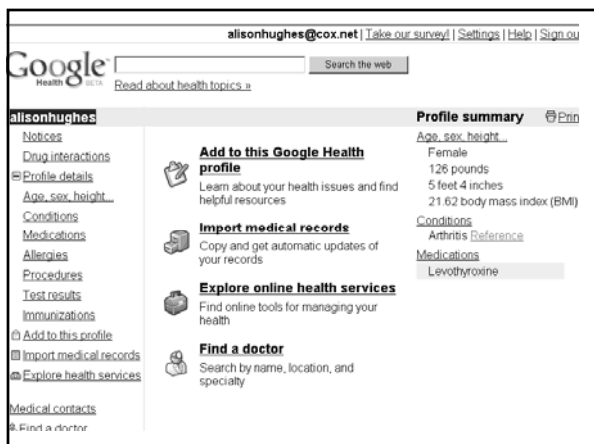 alisonhughes@cox.net | Take our survey! | Settings | Help | Sign ou
Google
Health BETA
Search the web
Read about health topics »
alisonhughes
Notices
Drug interactions
Profile details
Age, sex, height...
Conditions
Medications
Allergies
Procedures
Test results
Immunizations
Add to this profile
Import medical records
Explore health services
Medical contacts
Find a doctor
Add to this Google Health
profile
Learn about your health issues and find
helpful resources
Import medical records
Copy and get automatic updates of
your records
Explore online health services
Find online tools for managing your
health
Find a doctor
Search by name, location, and
specialty
Profile summary Prin
Age, sex, height...
Female
126 pounds
5 feet 4 inches
21.62 body mass index (BMI)
Conditions
Arthritis Reference
Medications
Levothyroxine